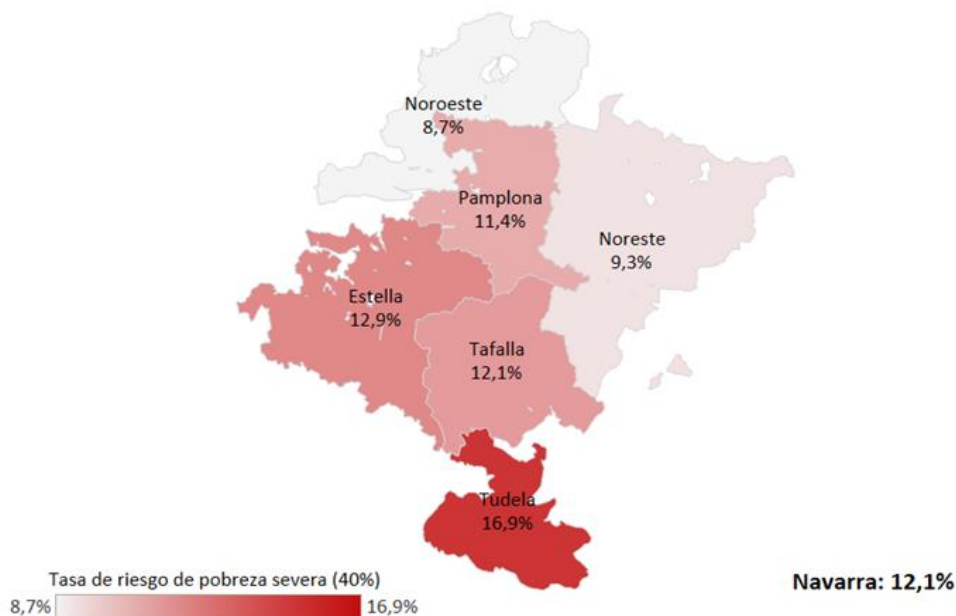 Noroeste
8,7%
Pamplona
11,4%
Noreste
9,3%
Estella
12,9%
Tafalla
12,1%
Tudela
16,9%
Tasa de riesgo de pobreza severa (40%)
8,7%
16,9%
Navarra: 12,1%